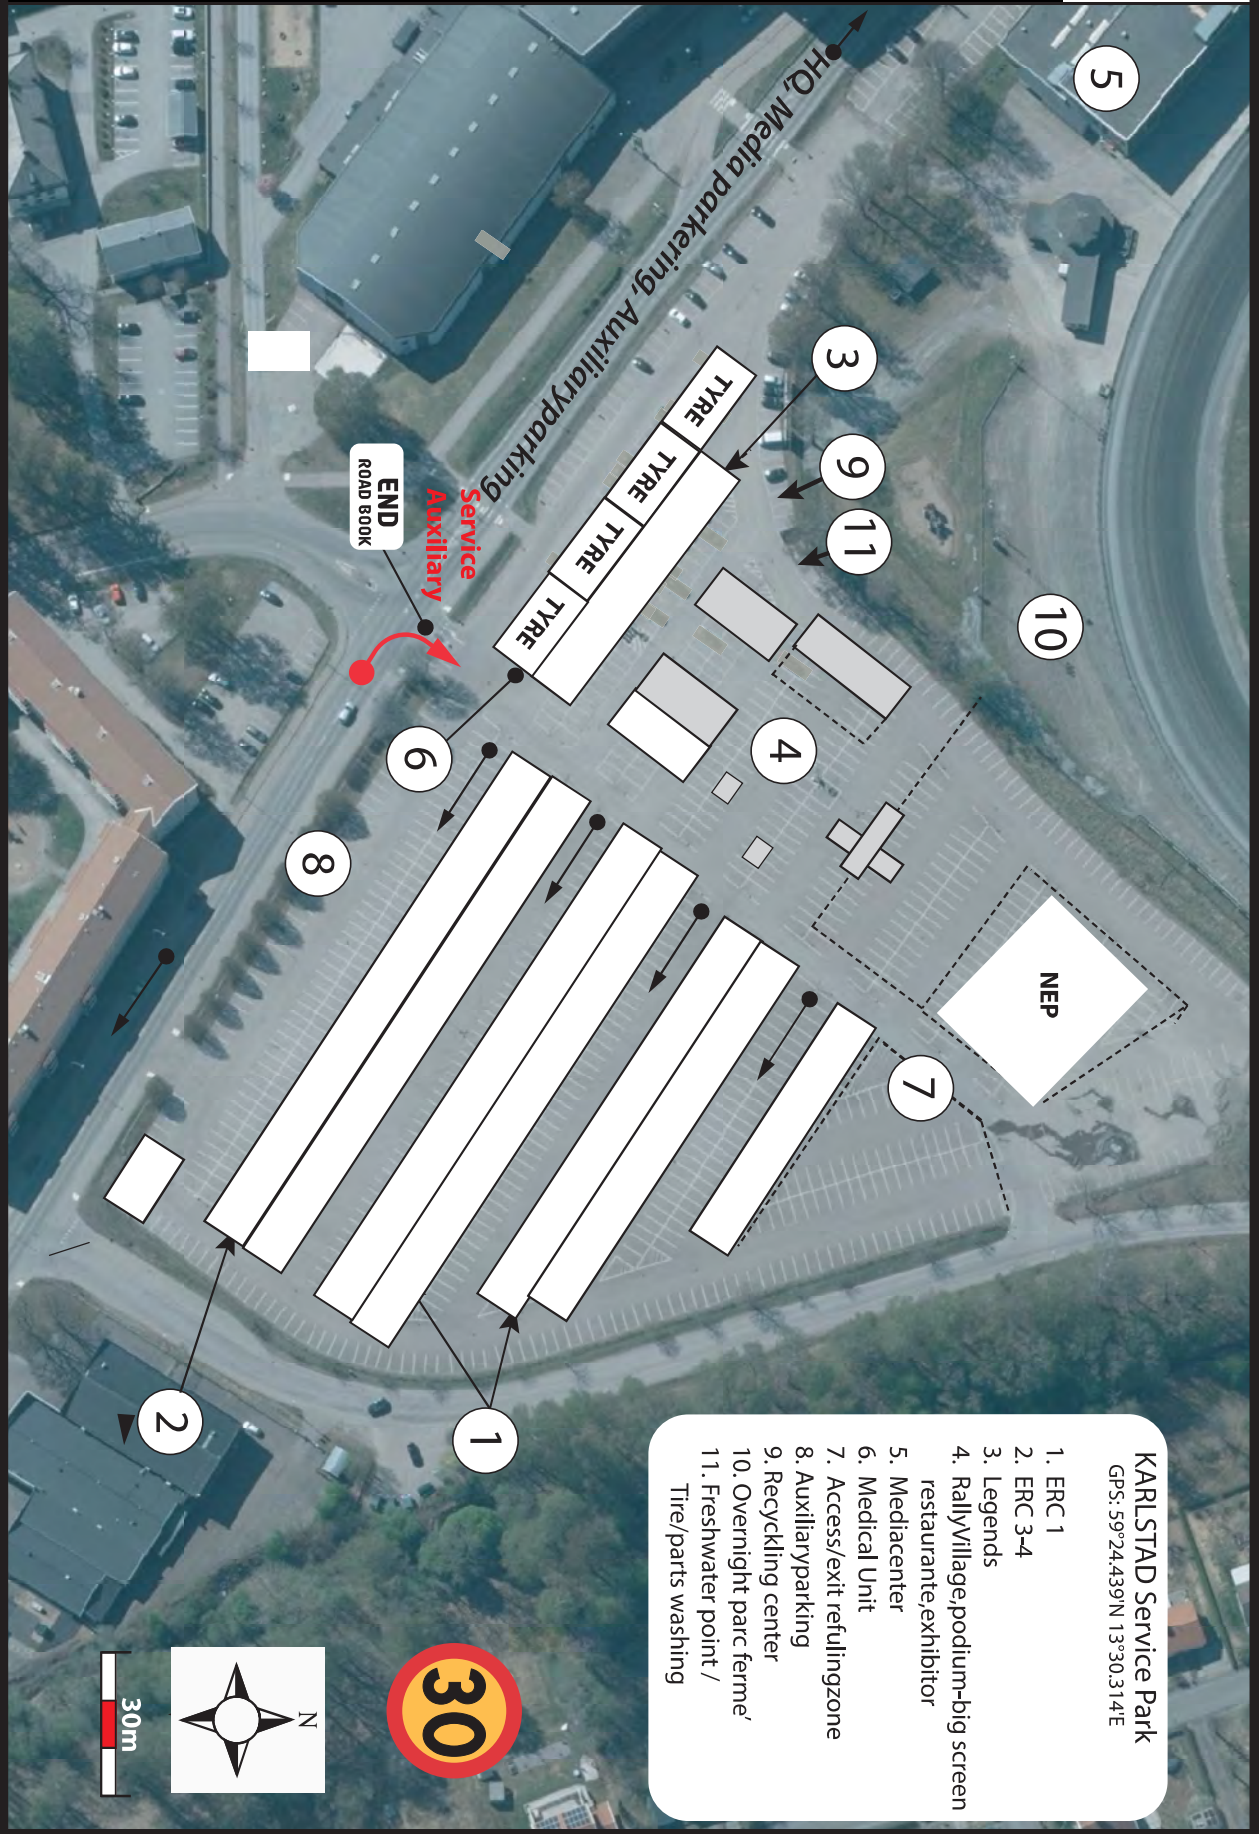 KARLSTAD Service Park
GPS: 59°24.439'N 13°30.314'E
1. ERC 1
2. ERC 3-4
3. Legends
4. RallyVillage,podium-big screen
restaurante,exhibitor
5. Mediacenter
6. Medical Unit
7. Access/exit refulingzone
8. Auxiliaryparking
9. Recyckling center
10. Overnight parc ferme’
11. Freshwater point /
Tire/parts washing
HQ, Media parkering, Auxiliaryparking
5
3
9
11
10
TYRE
TYRE
TYRE
TYRE
END
ROAD BOOK
Service
Auxiliary
6
4
8
NEP
7
2
1
30
N
30m